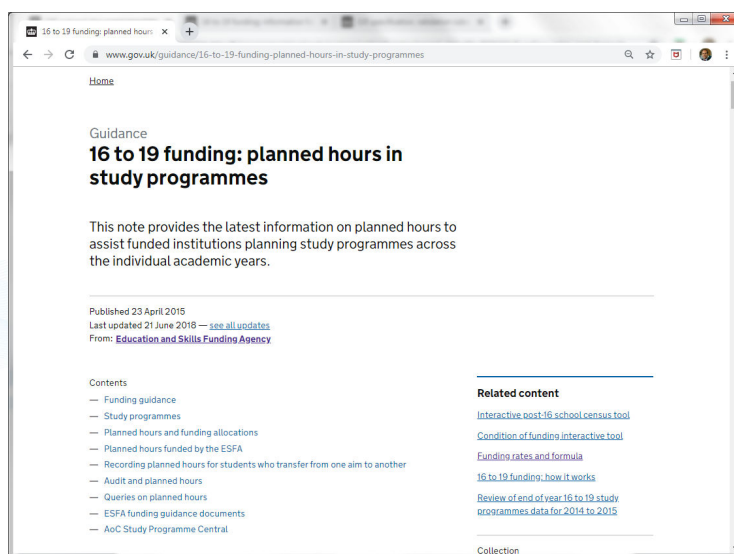 16 to 19 funding: planned hours
www.gov.uk/guidance/16-to-19-funding-planned-hours-in-study-programmes
Home
Guidance
16 to 19 funding: planned hours in
study programmes
This note provides the latest information on planned hours to
assist funded institutions planning study programmes across
the individual academic years.
Published 23 April 2015
Last updated 21 June 2018 — see all updates
From: Education and Skills Funding Agency
Contents
— Funding guidance
— Study programmes
— Planned hours and funding allocations
— Planned hours funded by the ESFA
— Recording planned hours for students who transfer from one aim to another
— Audit and planned hours
— Queries on planned hours
— ESFA funding guidance documents
— AoC Study Programme Central
Related content
Interactive post-16 school census tool
Condition of funding interactive tool
Funding rates and formula
16 to 19 funding: how it works
Review of end of year 16 to 19 study
programmes data for 2014 to 2015
Collection